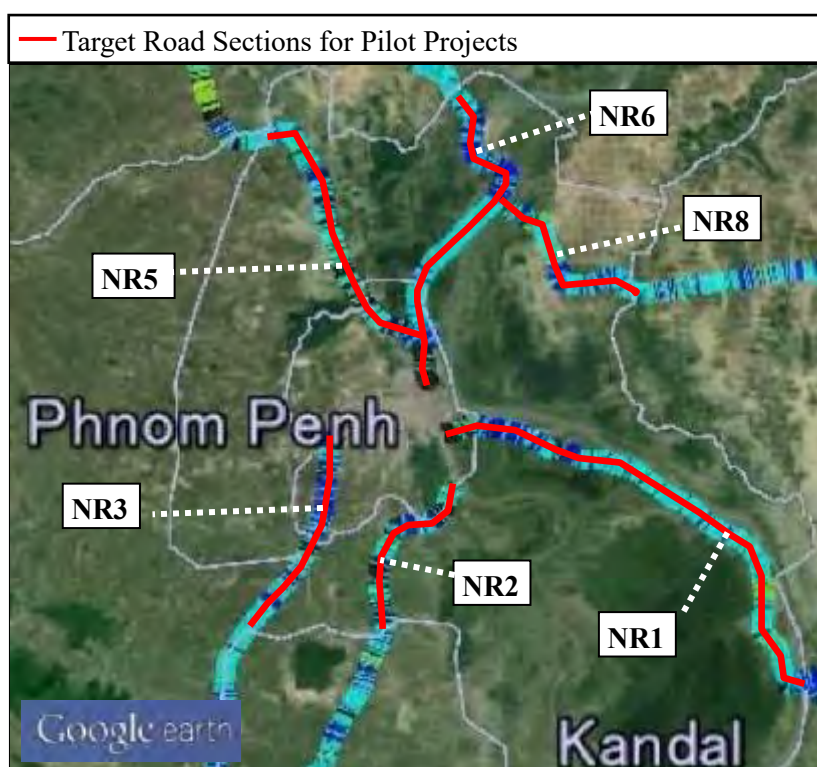 Target Road Sections for Pilot Projects
NR6
NR8
NR5
Phnom Penh
NR3
NR2
NR1
Google earth
Kandal